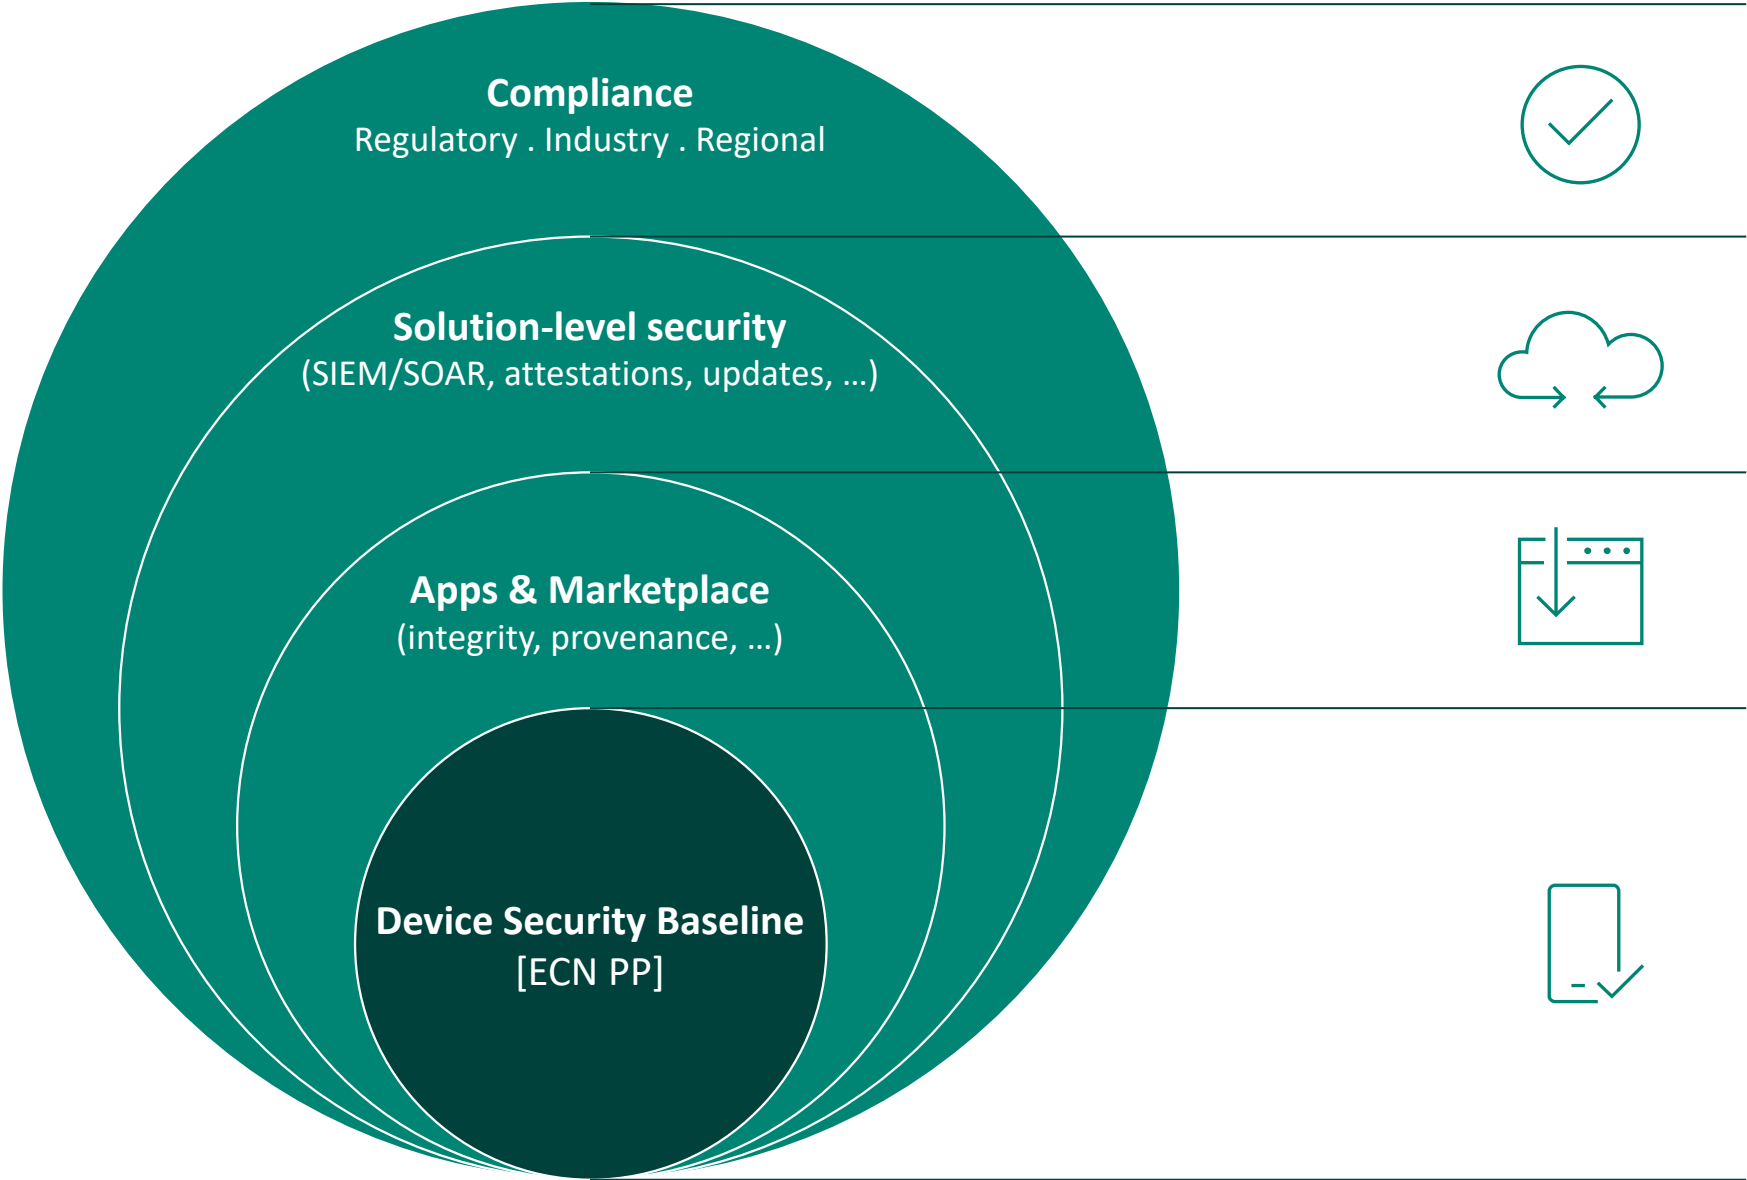 Compliance
Regulatory . Industry . Regional
Solution-level security
(SIEM/SOAR, attestations, updates, …)
Apps & Marketplace
(integrity, provenance, …)
Device Security Baseline
[ECN PP]